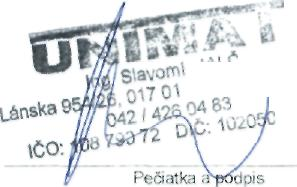 UNIMAT
Ing. Slavomí
Lánska 954/26, 017 01
042 / 426 04 83
IČO: 108 793 72 DIČ: 102050
Pečiatka a podpis